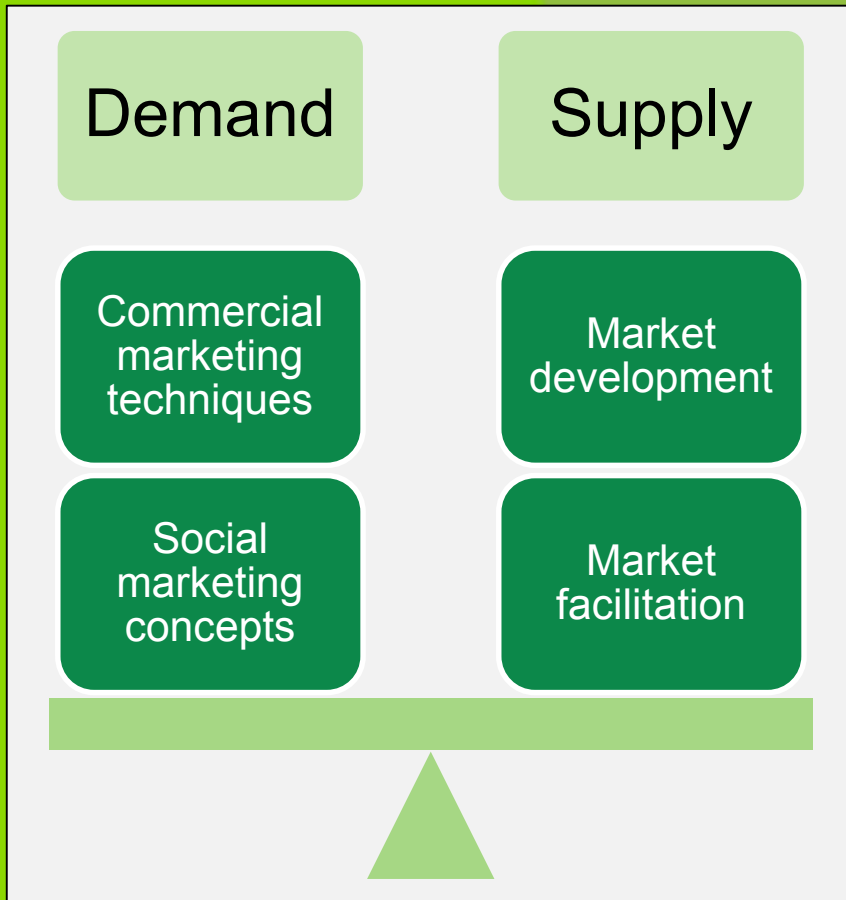 Demand
Supply
Commercial
marketing
techniques
Market
development
Social
marketing
concepts
Market
facilitation